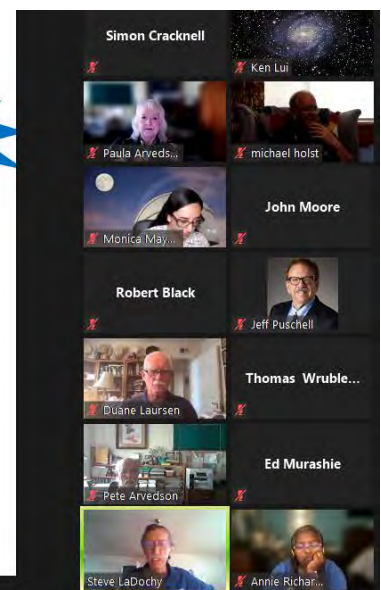 Simon Cracknell
Ken Lui
Paula Arveds...
michael holst
Monica May...
John Moore
Robert Black
Jeff Puschell
Duane Laursen
Thomas Wruble...
Pete Arvedson
Ed Murashie
Steve LaDochy
Annie Richar...